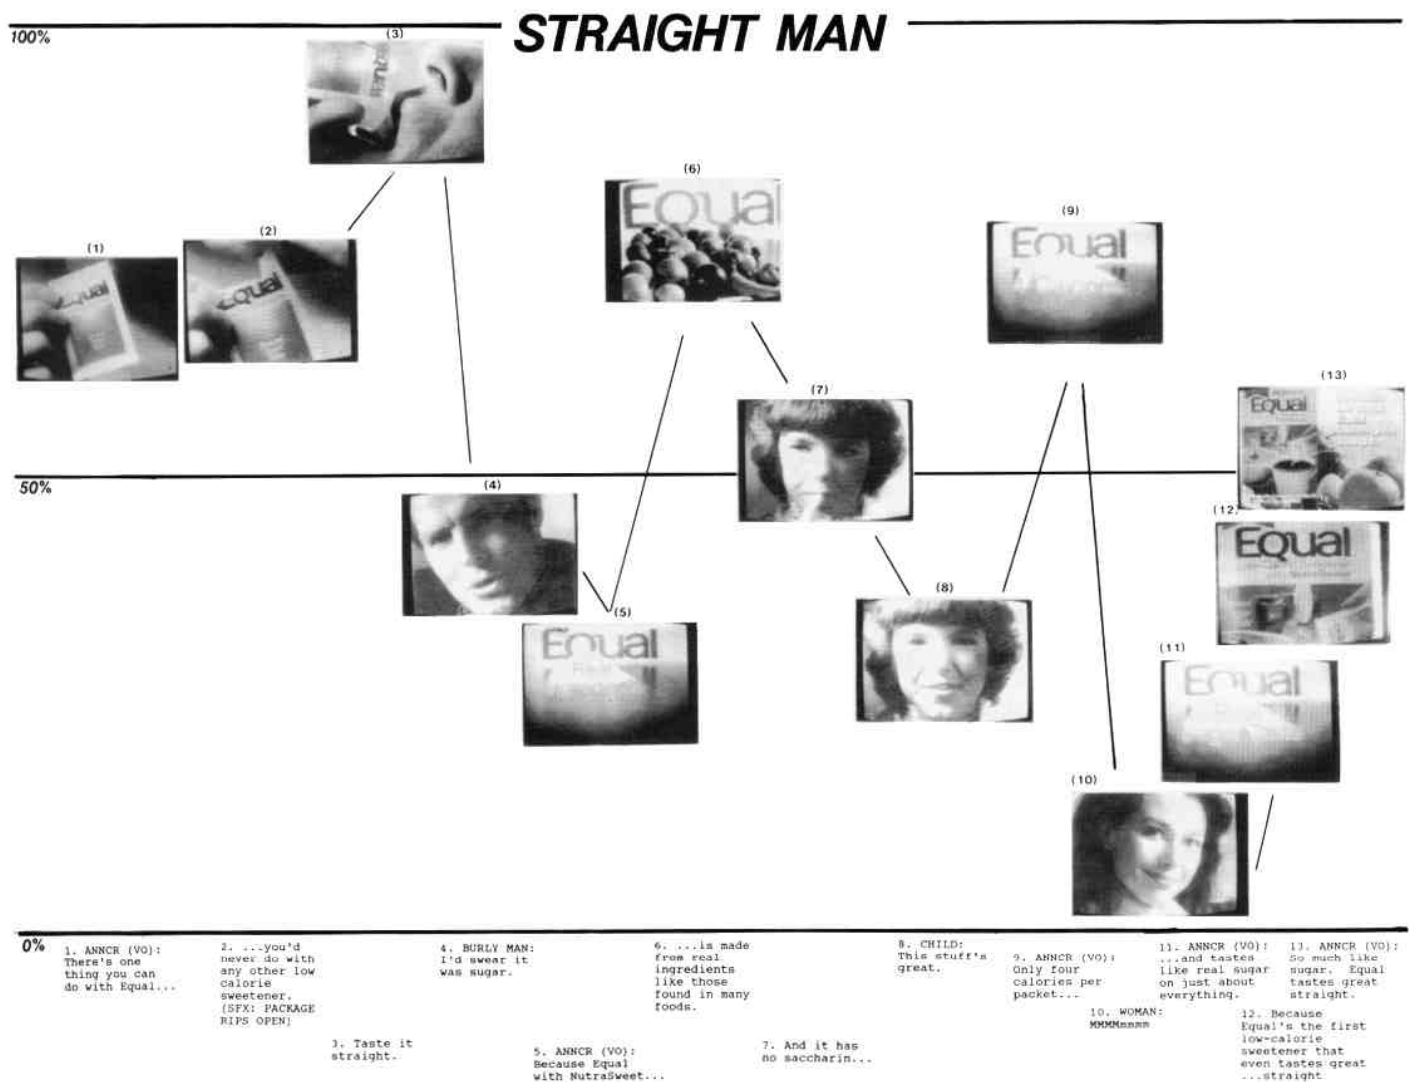 STRAIGHT MAN
100%
(3)
(6)
(9)
(1)
(2)
Equal
Equal
Equal
Equal
(7)
(13)
Equal
50%
(4)
(12)
Equal
(8)
(5)
Equal
(11)
Equal
(10)
0%
1. ANNCR (VO):
There's one
thing you can
do with Equal...
2. ...you'd
never do with
any other low
calorie
sweetener.
(SFX: PACKAGE
RIPS OPEN)
3. Taste it
straight.
4. BURLY MAN:
I'd swear it
was sugar.
5. ANNCR (VO):
Because Equal
with NutraSweet...
6. ...is made
from real
ingredients
like those
found in many
foods.
7. And it has
no saccharin...
8. CHILD:
This stuff's
great.
9. ANNCR (VO):
Only four
calories per
packet...
10. WOMAN:
MMMMmmmm
11. ANNCR (VO):
...and tastes
like real sugar
on just about
everything.
12. Because
Equal's the first
low-calorie
sweetener that
even tastes great
...straight
13. ANNCR (VO):
So much like
sugar. Equal
tastes great
straight.